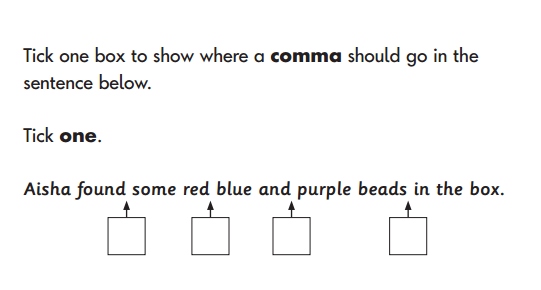 Tick one box to show where a comma should go in the
sentence below.
Tick one.
Aisha found some red blue and purple beads in the box.